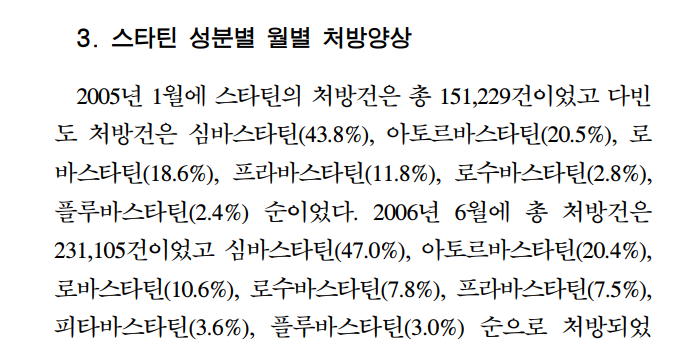 3. 스타틴 성분별 월별 처방양상
2005년 1월에 스타틴의 처방건은 총 151,229건이었고 다빈
도 처방건은 심바스타틴(43.8%), 아토르바스타틴(20.5%), 로
바스타틴(18.6%), 프라바스타틴(11.8%), 로수바스타틴(2.8%),
플루바스타틴(2.4%) 순이었다. 2006년 6월에 총 처방건은
231,105건이었고 심바스타틴(47.0%), 아토르바스타틴(20.4%),
로바스타틴(10.6%), 로수바스타틴(7.8%), 프라바스타틴(7.5%),
피타바스타틴(3.6%), 플루바스타틴(3.0%) 순으로 처방되었